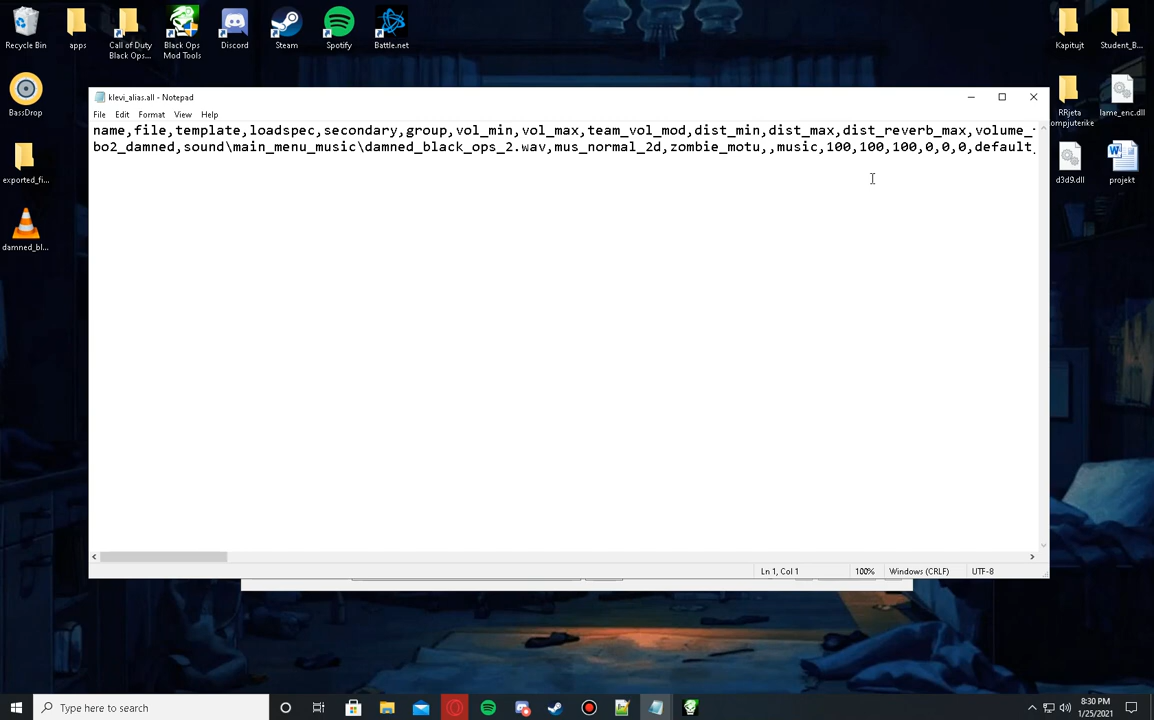 Recycle Bin
apps
Call of Duty
Black Ops...
Black Ops
Mod Tools
Discord
Steam
Spotify
Battle.net
Kapitujt
Student_B...
BassDrop
RRjeta
ompjuterike
lame_enc.dll
exported_fi...
d3d9.dll
projekt
damned_bl...
klevi_alias.all - Notepad
File Edit Format View Help
name,file,template,loadspec,secondary,group,vol_min,vol_max,team_vol_mod,dist_min,dist_max,dist_reverb_max,volume_
bo2_damned,sound\main_menu_music\damned_black_ops_2.wav,mus_normal_2d,zombie_motu,,music,100,100,100,0,0,0,default_
Ln 1, Col 1 100% Windows (CRLF) UTF-8
Type here to search
8:30 PM
1/25/2021